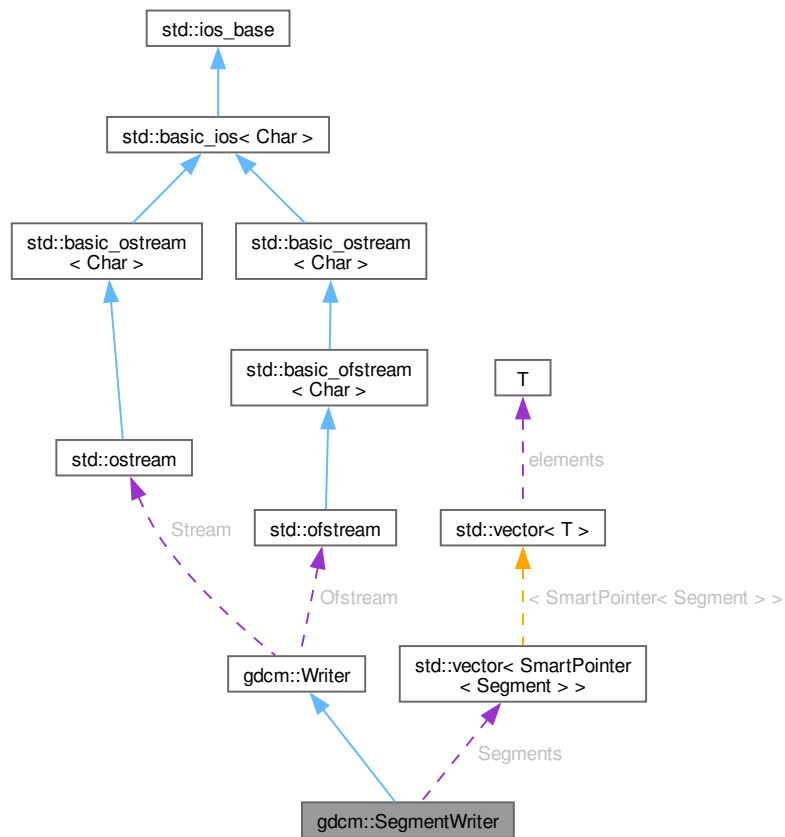 std::ios_base
std::basic_ios< Char >
std::basic_ostream
< Char >
std::basic_ostream
< Char >
std::basic_ofstream
< Char >
T
std::ostream
elements
Stream
std::ofstream
std::vector< T >
Ofstream
< SmartPointer< Segment > >
gdcm::Writer
std::vector< SmartPointer
< Segment > >
Segments
gdcm::SegmentWriter